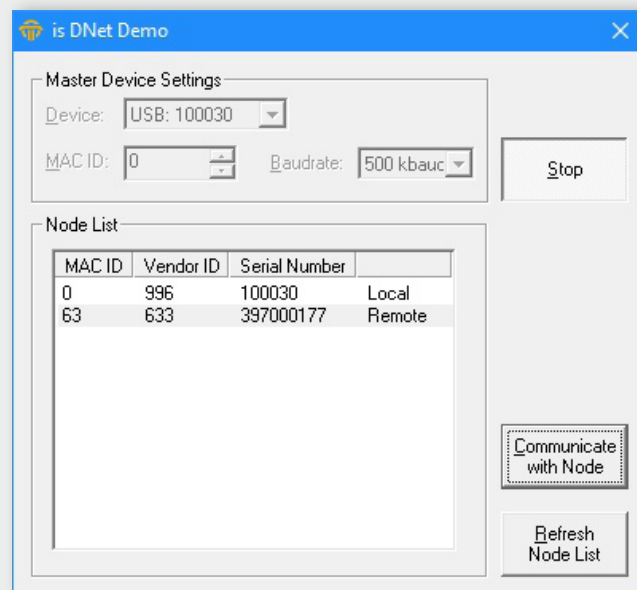 is DNet Demo
Master Device Settings
Device: USB: 100030
MAC ID: 0 Baudrate: 500 kbauc
Stop
Node List
MAC ID Vendor ID Serial Number
0 996 100030 Local
63 633 397000177 Remote
Communicate
with Node
Refresh
Node List